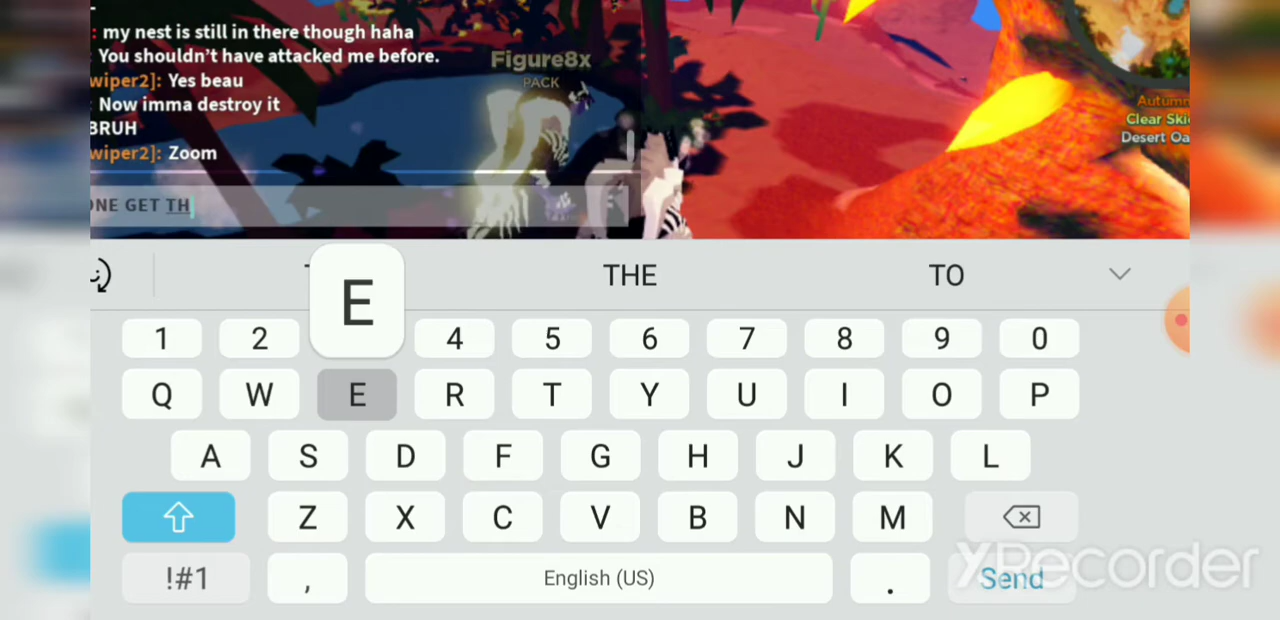 : my nest is still in there though haha
: You shouldn't have attacked me before.
wiper2]: Yes beau
: Now imma destroy it
BRUH
wiper2]: Zoom
Figure8x
PACK
Autumn
Clear Skie
Desert Oa
ONE GET TH
THE
TO
E
1 2 4 5 6 7 8 9 0
Q W E R T Y U I O P
A S D F G H J K L
Z X C V B N M
!#1 , English (US) . Send
XRecorder